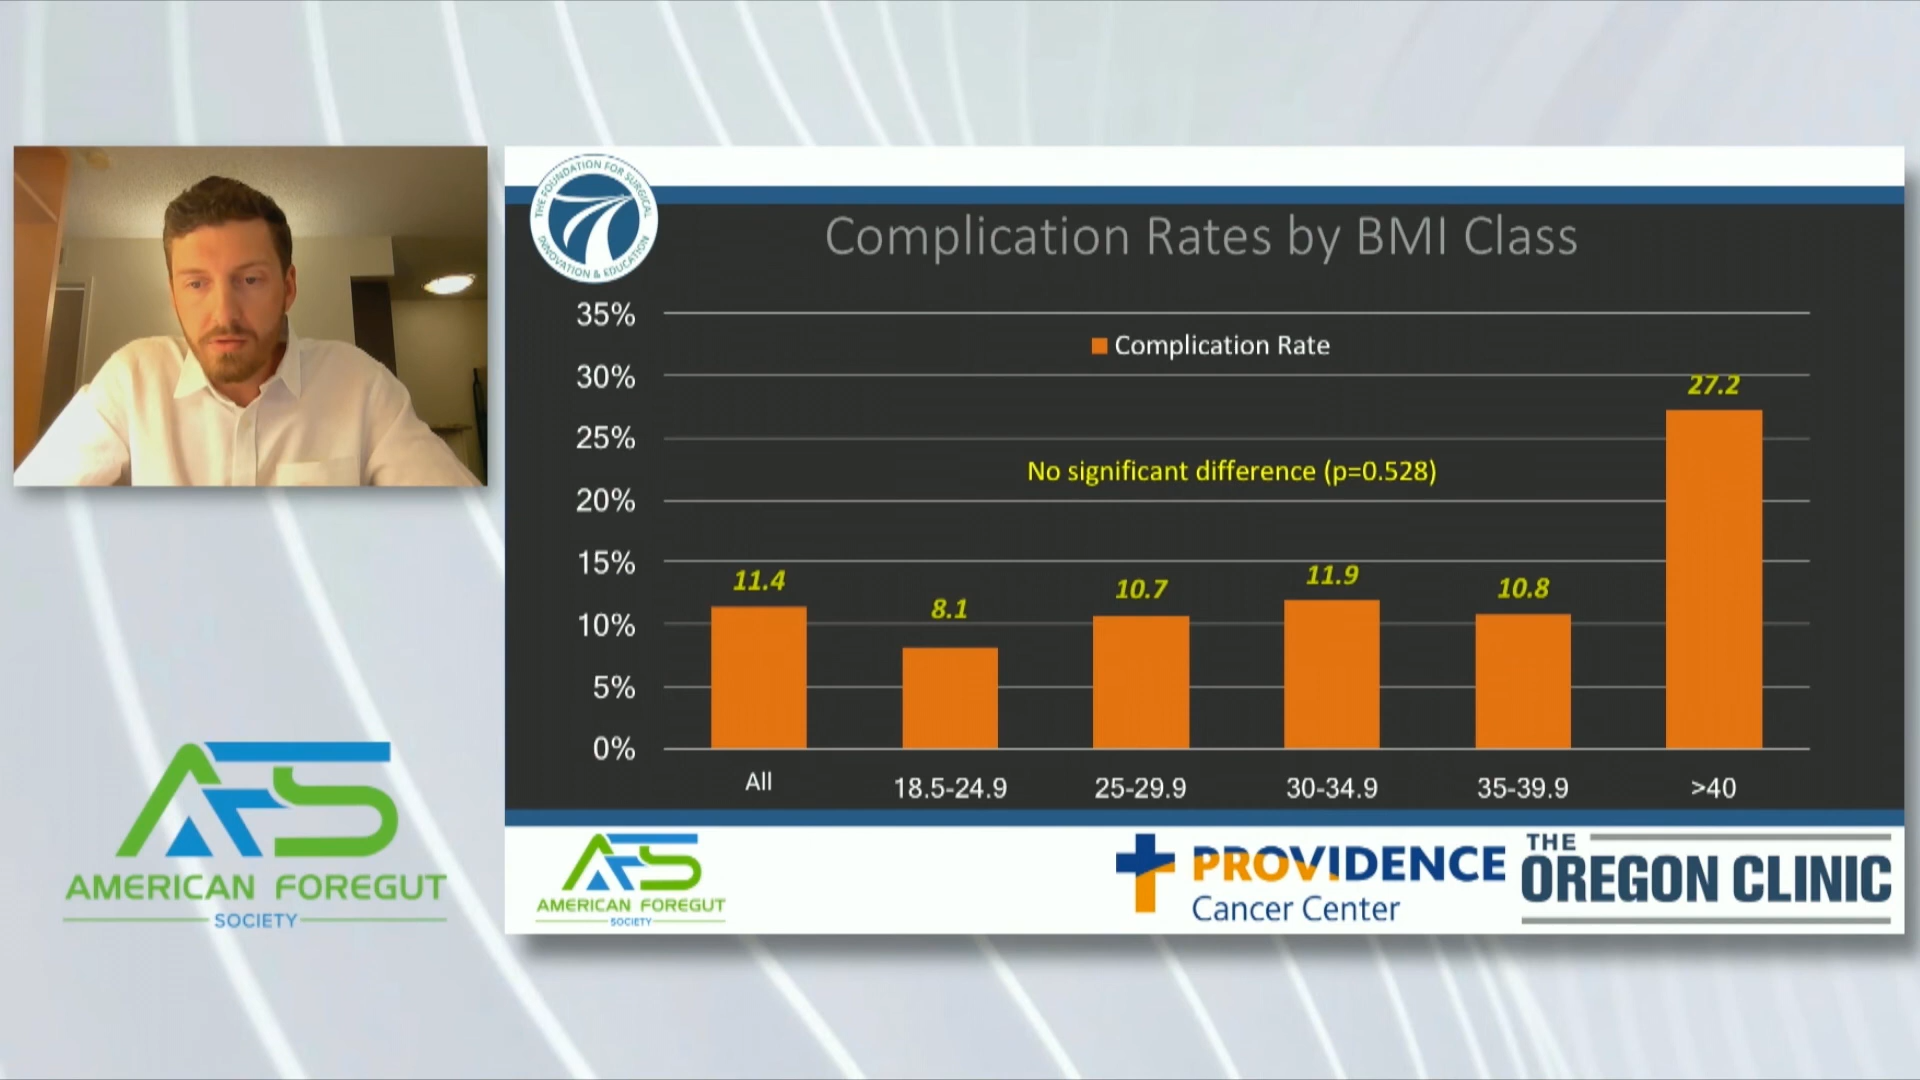 THE FOUNDATION FOR SURGICAL
INNOVATION & EDUCATION
Complication Rates by BMI Class
35%
30%
25%
20%
15%
10%
5%
0%
Complication Rate
No significant difference (p=0.528)
11.4
8.1
10.7
11.9
10.8
27.2
All
18.5-24.9
25-29.9
30-34.9
35-39.9
>40
AFS
AMERICAN FOREGUT
SOCIETY
PROVIDENCE
Cancer Center
THE
OREGON CLINIC
AFS
AMERICAN FOREGUT
SOCIETY